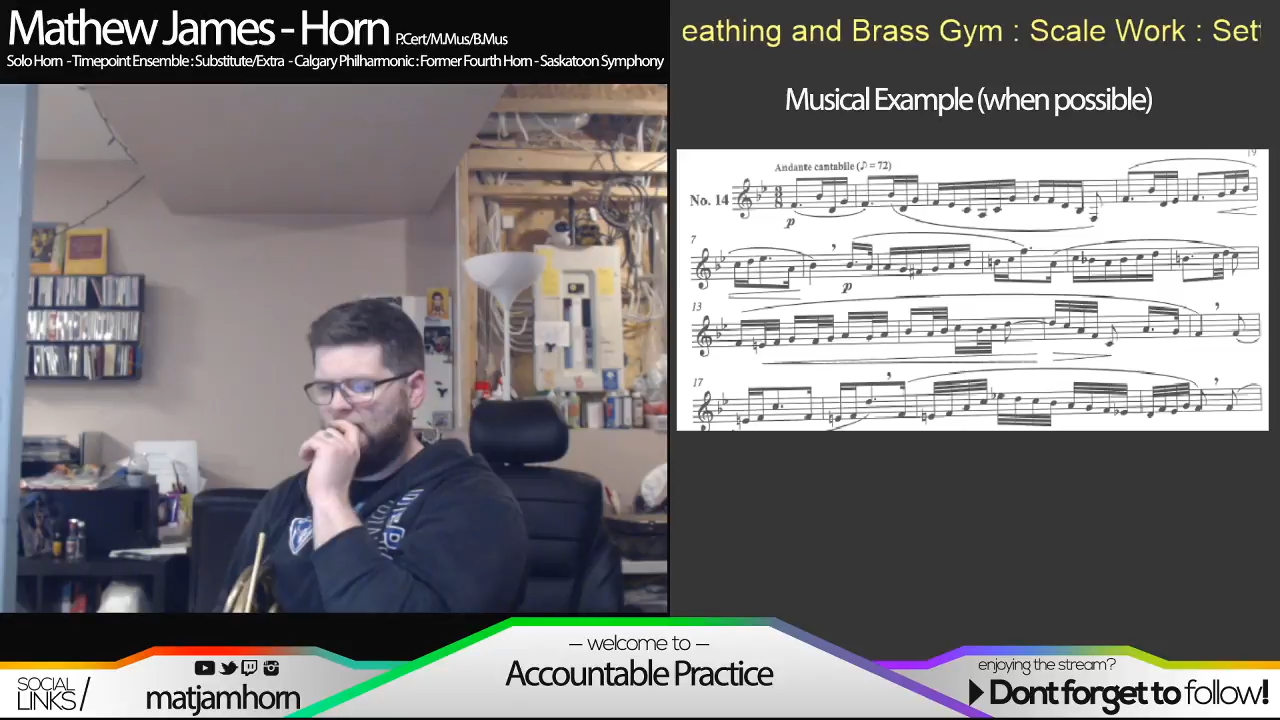 Mathew James - Horn P.Cert/M.Mus/B.Mus
Solo Horn - Timepoint Ensemble : Substitute/Extra - Calgary Philharmonic : Former Fourth Horn - Saskatoon Symphony
eathing and Brass Gym : Scale Work : Set
Musical Example (when possible)
19
Andante cantabile (♪ = 72)
No. 14
p
7
p
13
17
– welcome to –
Accountable Practice
SOCIAL
LINKS /
matjamhorn
enjoying the stream?
Dont forget to follow!